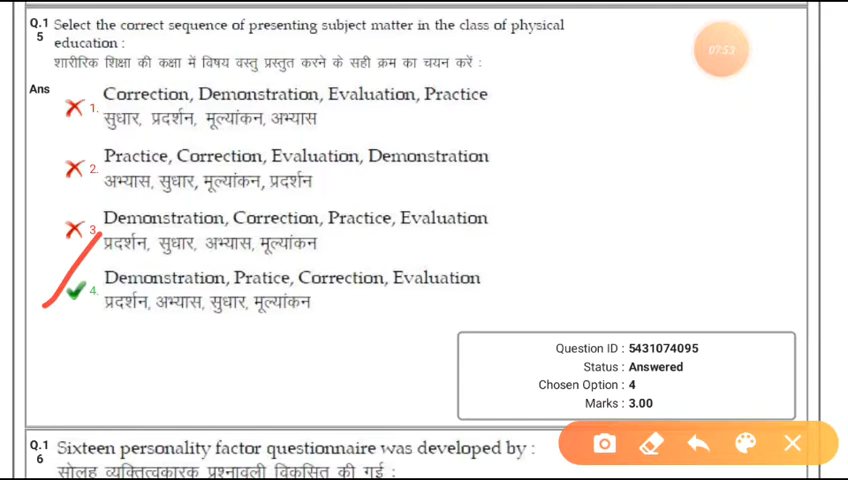 Q.1 Select the correct sequence of presenting subject matter in the class of physical
5 education :
शारीरिक शिक्षा की कक्षा में विषय वस्तु प्रस्तुत करने के सही क्रम का चयन करें :
07:53
Ans
1. Correction, Demonstration, Evaluation, Practice
सुधार, प्रदर्शन, मूल्यांकन, अभ्यास
2. Practice, Correction, Evaluation, Demonstration
अभ्यास, सुधार, मूल्यांकन, प्रदर्शन
3. Demonstration, Correction, Practice, Evaluation
प्रदर्शन, सुधार, अभ्यास, मूल्यांकन
4. Demonstration, Pratice, Correction, Evaluation
प्रदर्शन, अभ्यास, सुधार, मूल्यांकन
Question ID : 5431074095
Status : Answered
Chosen Option : 4
Marks : 3.00
Q.1 Sixteen personality factor questionnaire was developed by :
6 सोलह व्यक्तित्वकारक प्रश्नावली विकसित की गई :